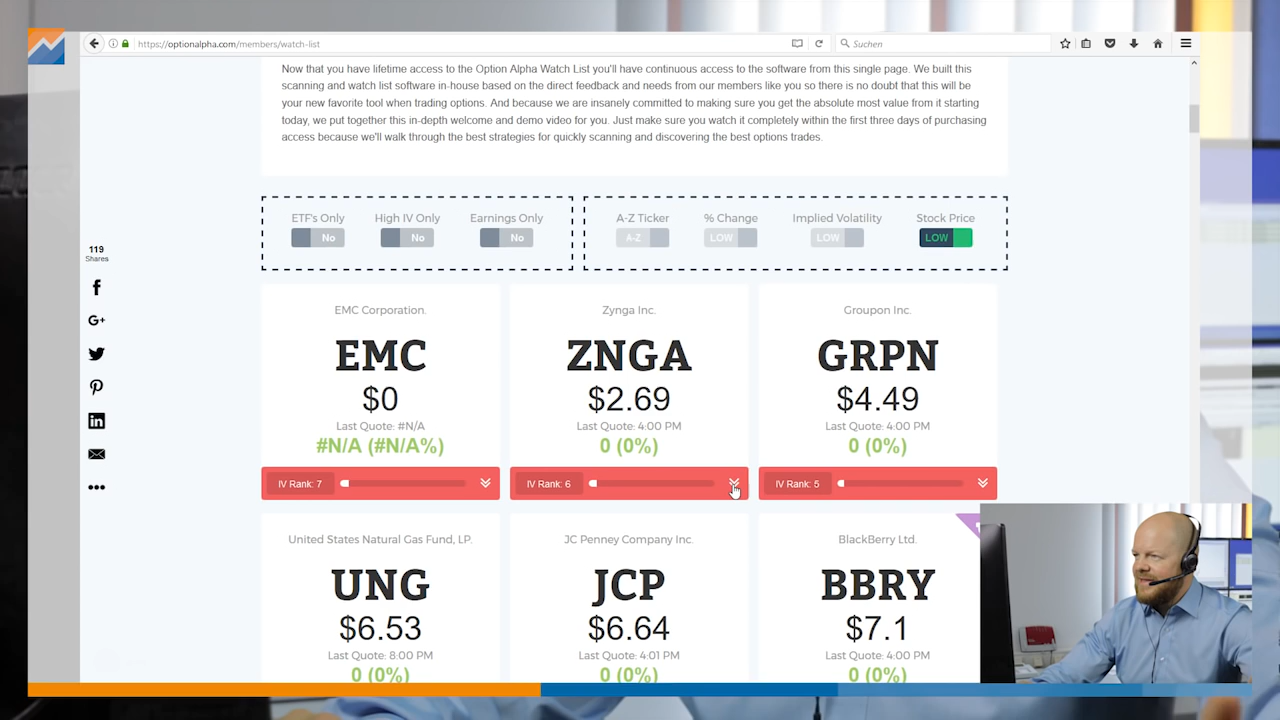 https://optionalpha.com/members/watch-list
Suchen
Now that you have lifetime access to the Option Alpha Watch List you'll have continuous access to the software from this single page. We built this
scanning and watch list software in-house based on the direct feedback and needs from our members like you so there is no doubt that this will be
your new favorite tool when trading options. And because we are insanely committed to making sure you get the absolute most value from it starting
today, we put together this in-depth welcome and demo video for you. Just make sure you watch it completely within the first three days of purchasing
access because we'll walk through the best strategies for quickly scanning and discovering the best options trades.
ETF's Only High IV Only Earnings Only A-Z Ticker % Change Implied Volatility Stock Price
No No No A-Z LOW LOW LOW
119
Shares
EMC Corporation. Zynga Inc. Groupon Inc.
EMC ZNGA GRPN
$0 $2.69 $4.49
Last Quote: #N/A Last Quote: 4:00 PM Last Quote: 4:00 PM
#N/A (#N/A%) 0 (0%) 0 (0%)
IV Rank: 7 IV Rank: 6 IV Rank: 5
United States Natural Gas Fund, LP. JC Penney Company Inc. BlackBerry Ltd.
UNG JCP BBRY
$6.53 $6.64 $7.1
Last Quote: 8:00 PM Last Quote: 4:01 PM Last Quote: 4:00 PM
0 (0%) 0 (0%) 0 (0%)